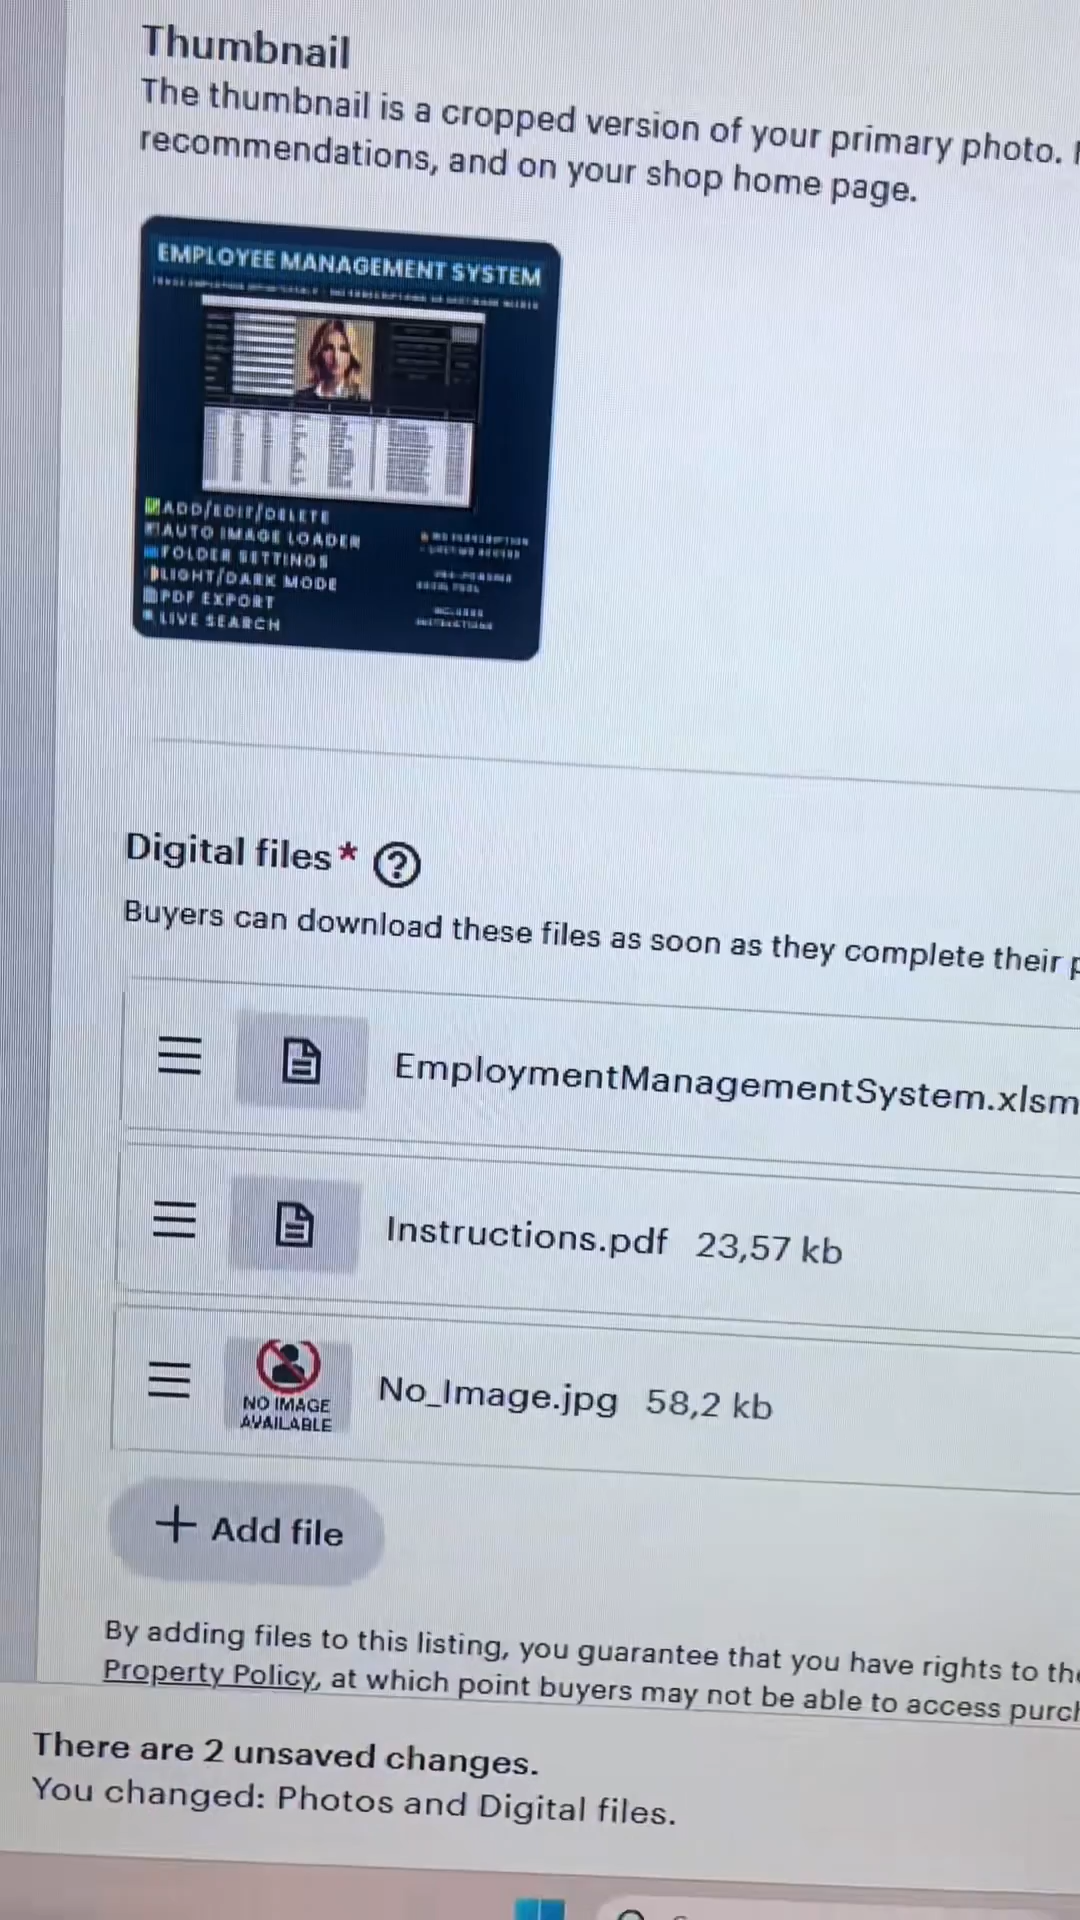 Thumbnail
The thumbnail is a cropped version of your primary photo.
recommendations, and on your shop home page.
EMPLOYEE MANAGEMENT SYSTEM
ADD/EDIT/DELETE
AUTO IMAGE LOADER
FOLDER SETTINGS
LIGHT/DARK MODE
PDF EXPORT
LIVE SEARCH
Digital files*
Buyers can download these files as soon as they complete their
EmploymentManagementSystem.xlsm
Instructions.pdf 23,57 kb
NO IMAGE
AVAILABLE
No_Image.jpg 58,2 kb
+ Add file
By adding files to this listing, you guarantee that you have rights to
Property Policy, at which point buyers may not be able to access
There are 2 unsaved changes.
You changed: Photos and Digital files.